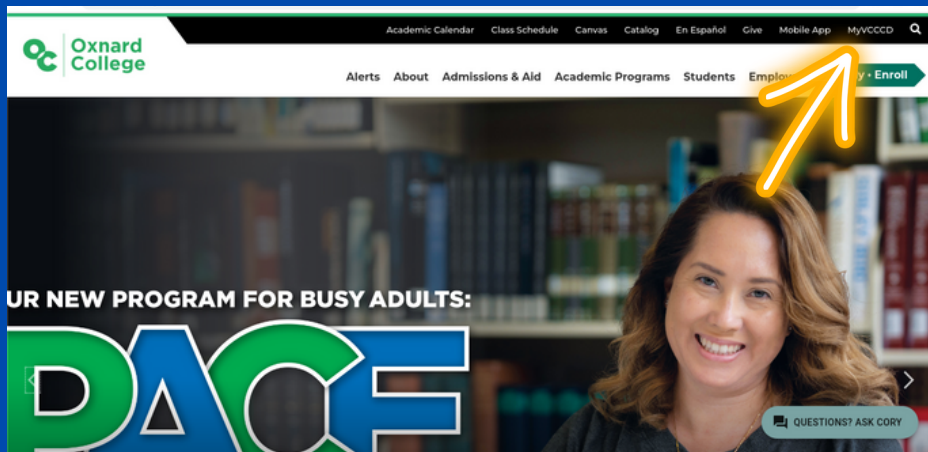 Academic Calendar Class Schedule Canvas Catalog En Español Give Mobile App MyVCCCD
Oxnard
College
Alerts About Admissions & Aid Academic Programs Students Enroll
UR NEW PROGRAM FOR BUSY ADULTS:
PACE
QUESTIONS? ASK CORY